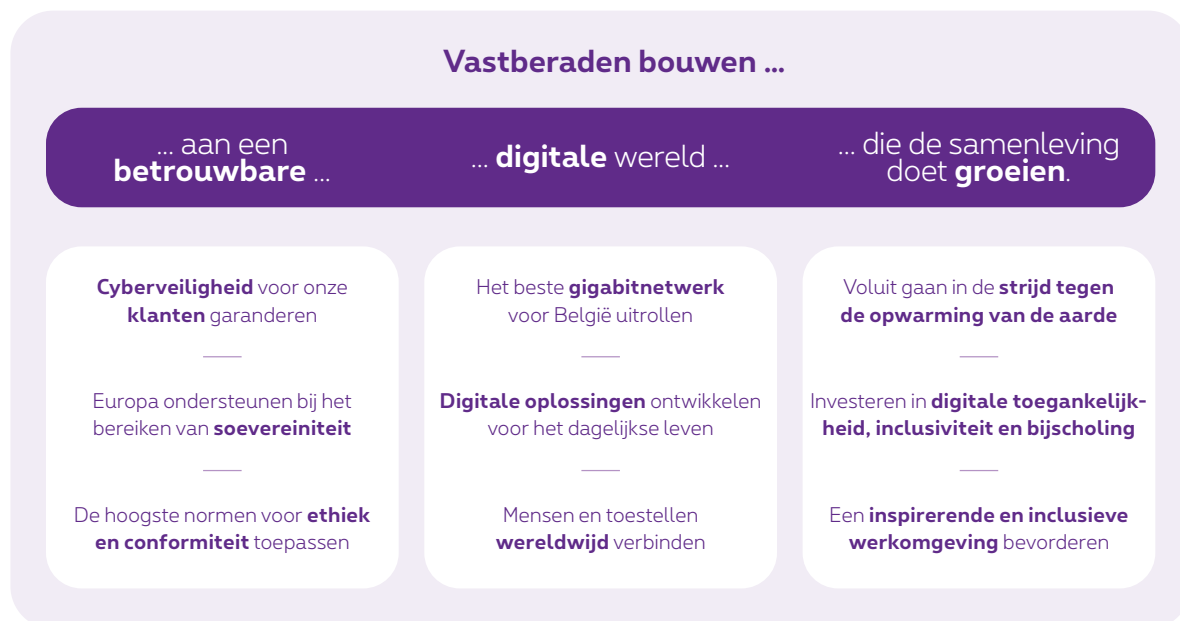 Vastberaden bouwen ...
... aan een
betrouwbare ...
... digitale wereld ...
... die de samenleving
doet groeien.
Cyberveiligheid voor onze
klanten garanderen
Europa ondersteunen bij het
bereiken van soevereiniteit
De hoogste normen voor ethiek
en conformiteit toepassen
Het beste gigabitnetwerk
voor België uitrollen
Digitale oplossingen ontwikkelen
voor het dagelijkse leven
Mensen en toestellen
wereldwijd verbinden
Voluit gaan in de strijd tegen
de opwarming van de aarde
Investeren in digitale toegankelijk-
heid, inclusiviteit en bijscholing
Een inspirerende en inclusieve
werkomgeving bevorderen